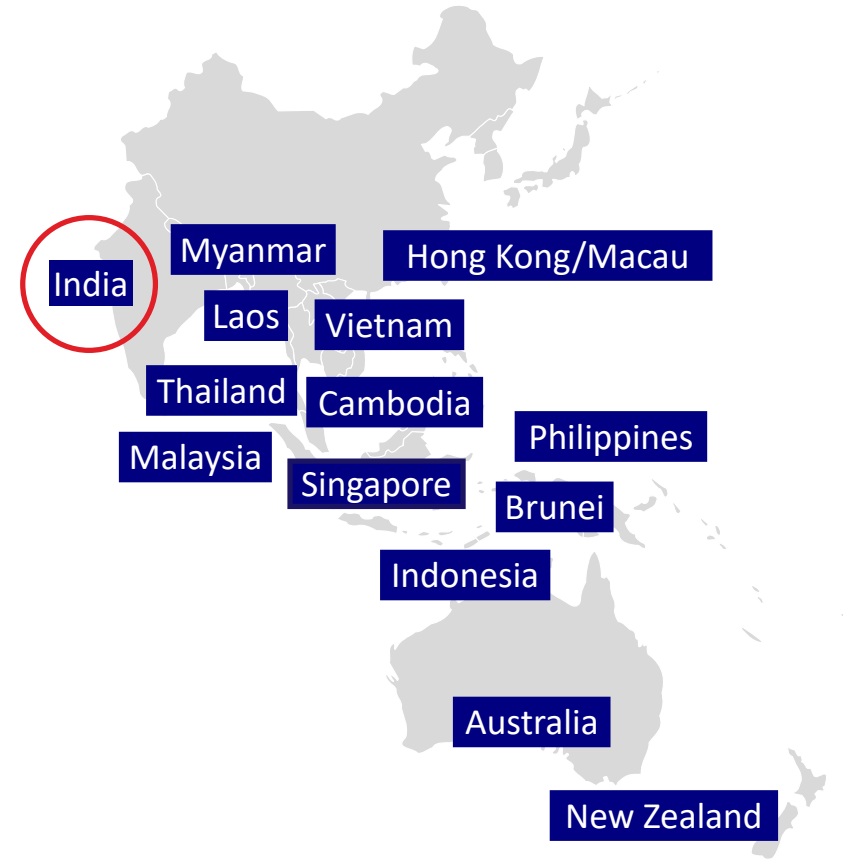 Myanmar
Hong Kong/Macau
India
Laos
Vietnam
Thailand
Cambodia
Philippines
Malaysia
Singapore
Brunei
Indonesia
Australia
New Zealand